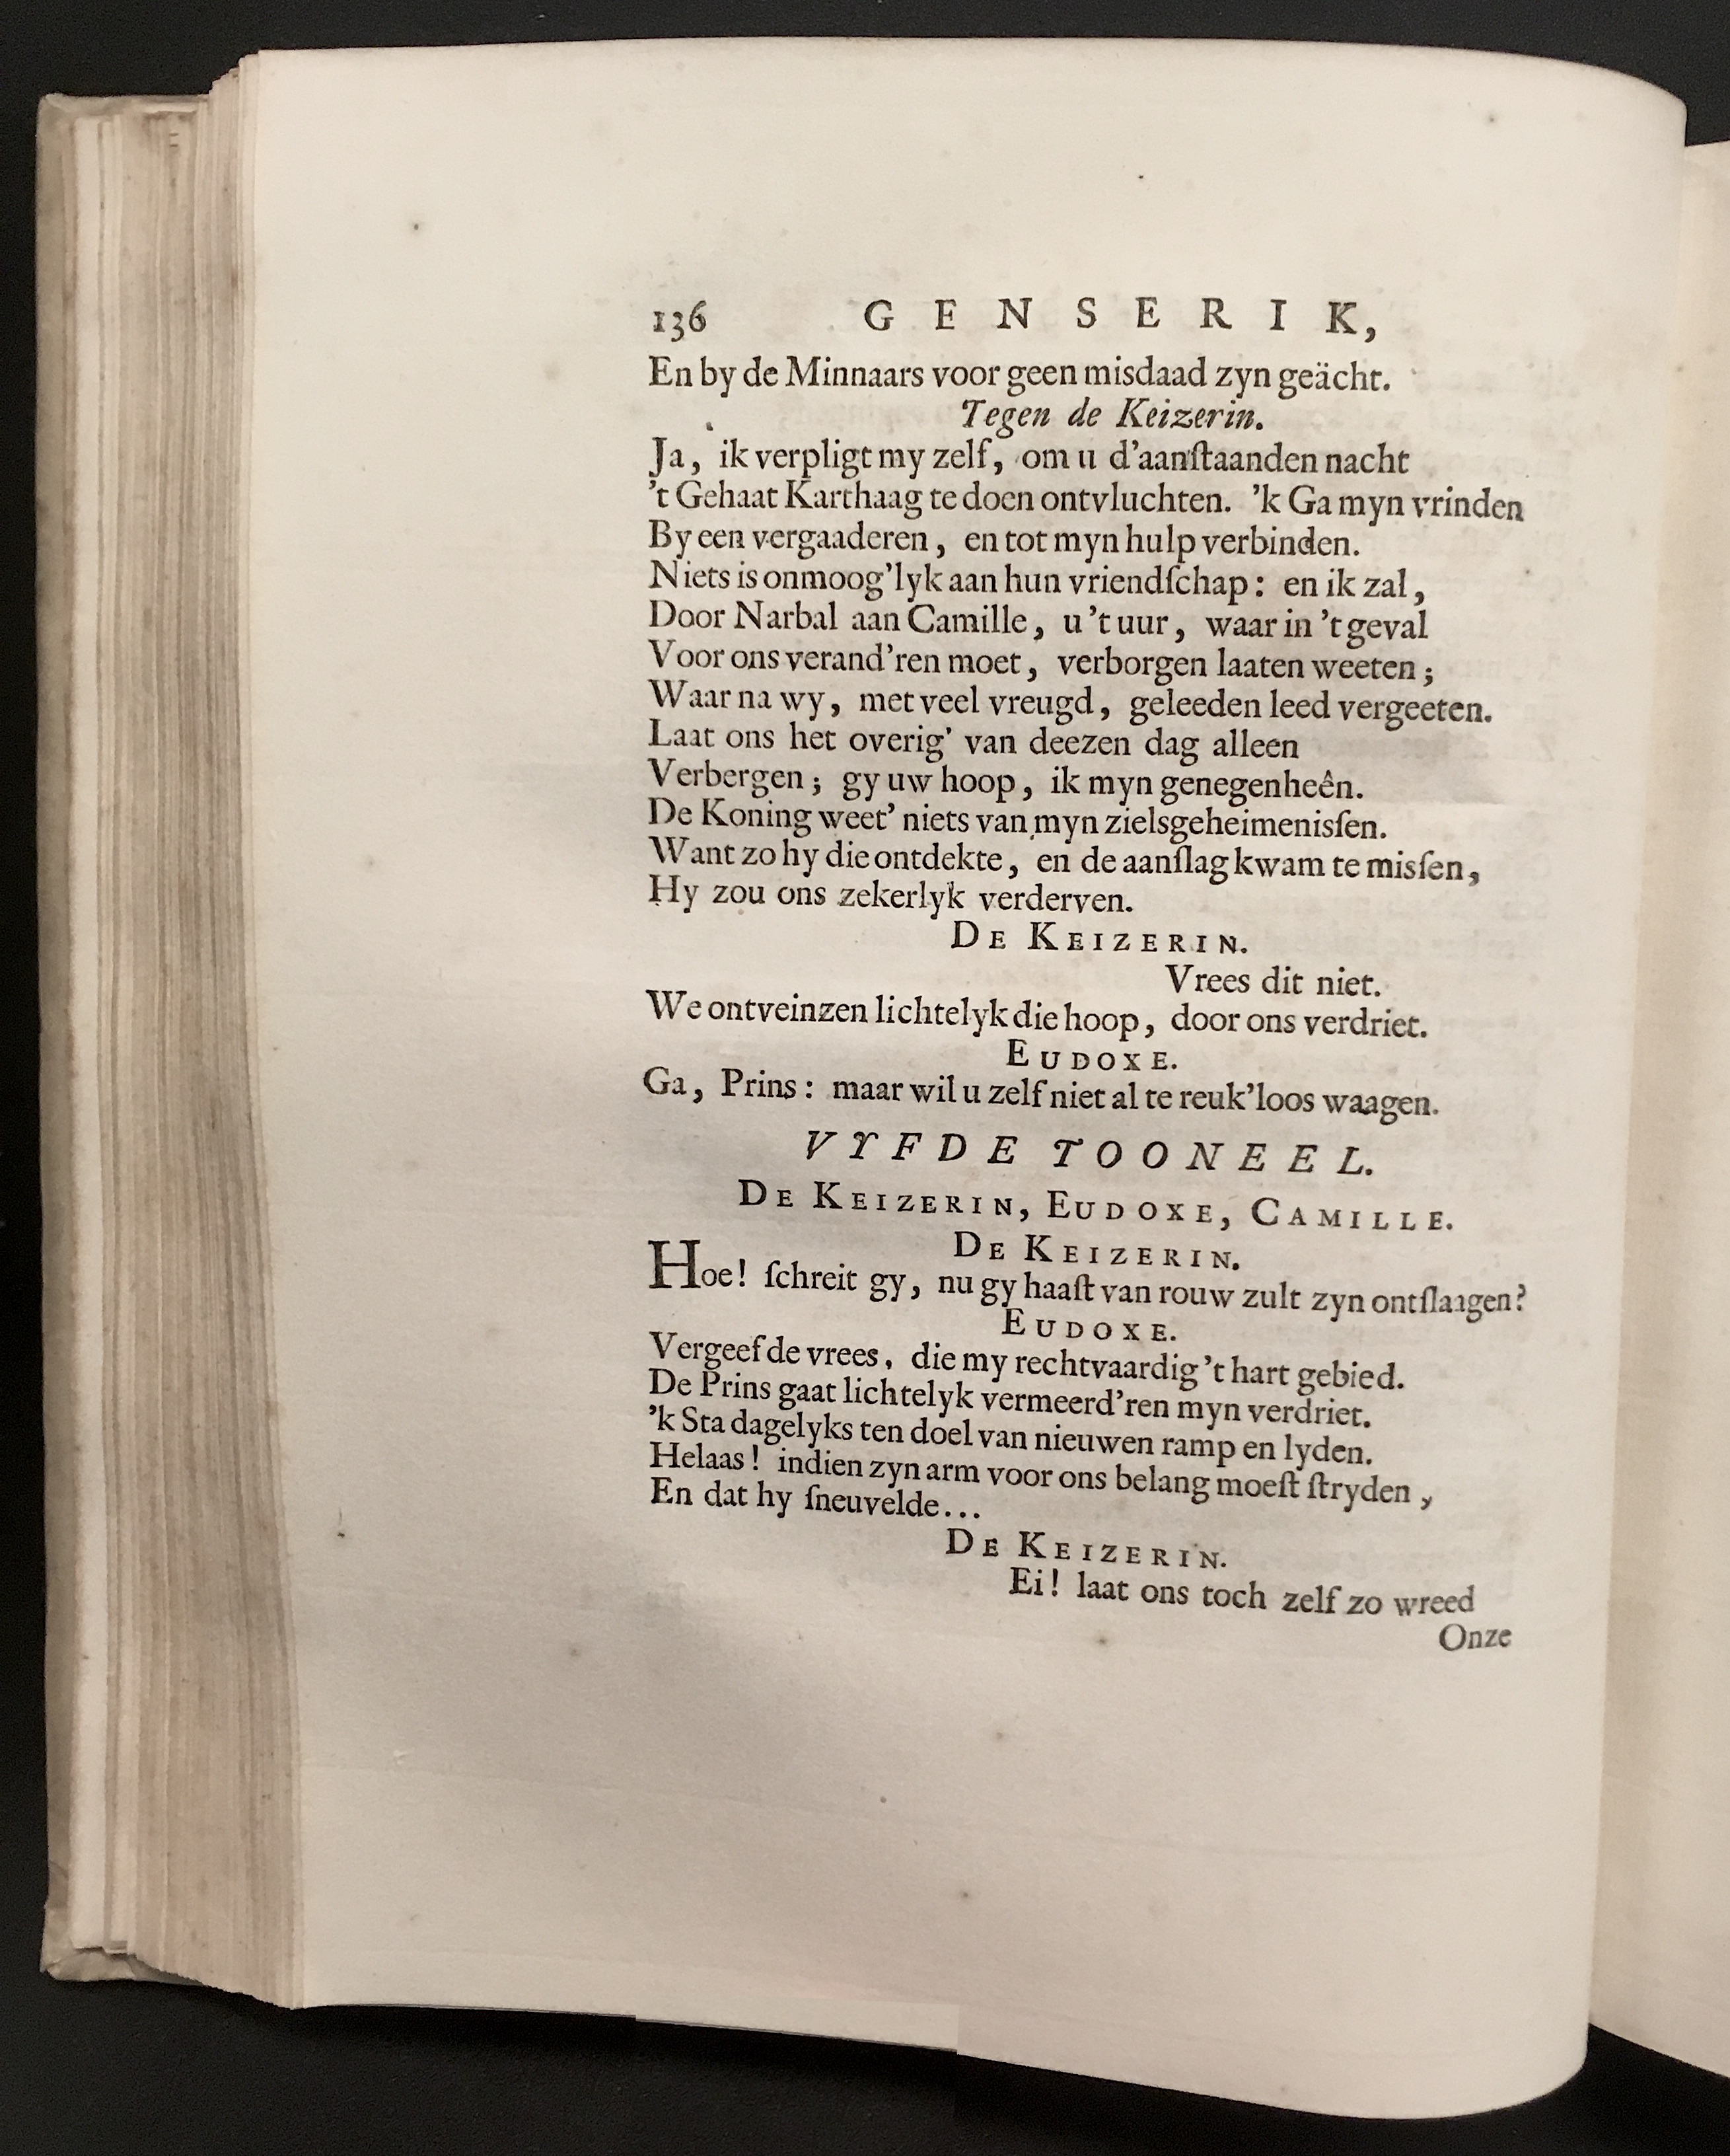 136 GENSERIK,
En by de Minnaars voor geen misdaad zyn geächt.
Tegen de Keizerin.
Ja, ik verpligt my zelf, om u d'aanſtaanden nacht
't Gehaat Karthaag te doen ontvluchten. 'k Ga myn vrinden
By een vergaaderen, en tot myn hulp verbinden.
Niets is onmoog'lyk aan hun vriendſchap: en ik zal,
Door Narbal aan Camille, u 't uur, waar in 't geval
Voor ons verand'ren moet, verborgen laaten weeten;
Waar na wy, met veel vreugd, geleeden leed vergeeten.
Laat ons het overig' van deezen dag alleen
Verbergen; gy uw hoop, ik myn genegenheên.
De Koning weet' niets van myn zielsgeheimenisſen.
Want zo hy die ontdekte, en de aanſlag kwam te misſen,
Hy zou ons zekerlyk verderven.
DE KEIZERIN.
Vrees dit niet.
We ontveinzen lichtelyk die hoop, door ons verdriet.
EUDOXE.
Ga, Prins: maar wil u zelf niet al te reuk'loos waagen.
VYFDE TOONEEL.
DE KEIZERIN, EUDOXE, CAMILLE.
DE KEIZERIN.
Hoe! ſchreit gy, nu gy haaſt van rouw zult zyn ontſlaagen?
EUDOXE.
Vergeef de vrees, die my rechtvaardig 't hart gebied.
De Prins gaat lichtelyk vermeerd'ren myn verdriet.
'k Sta dagelyks ten doel van nieuwen ramp en lyden.
Helaas! indien zyn arm voor ons belang moeſt ſtryden,
En dat hy ſneuvelde...
DE KEIZERIN.
Ei! laat ons toch zelf zo wreed
Onze